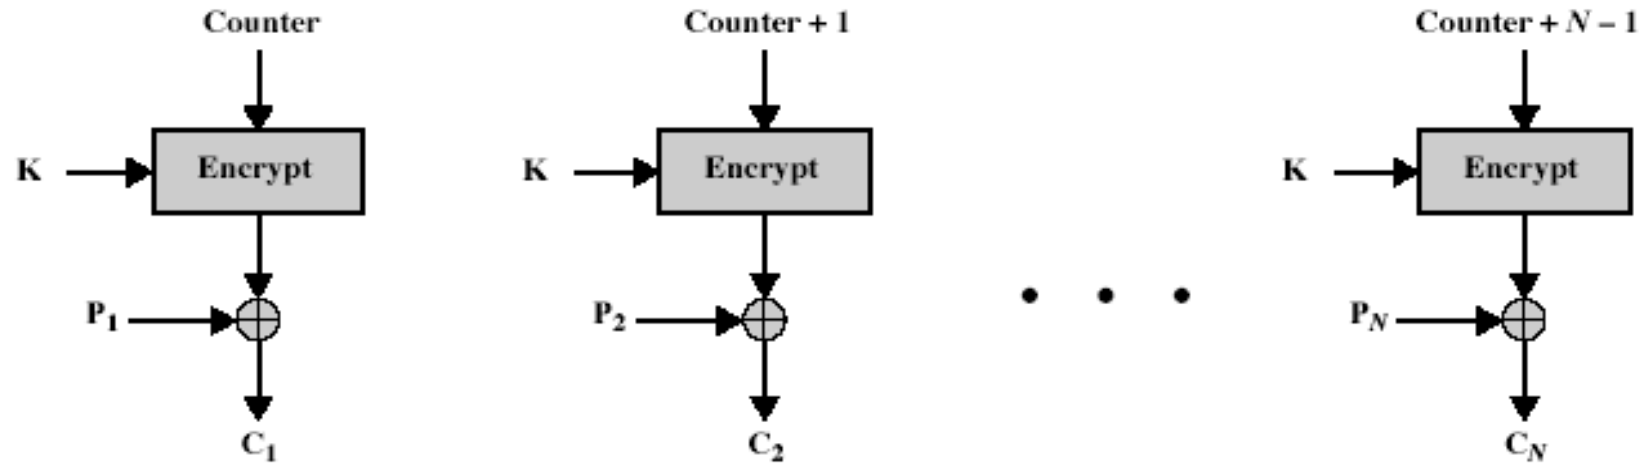 Counter
Counter + 1
Counter + N – 1
K
Encrypt
K
Encrypt
K
Encrypt
P1
P2
PN
C1
C2
CN